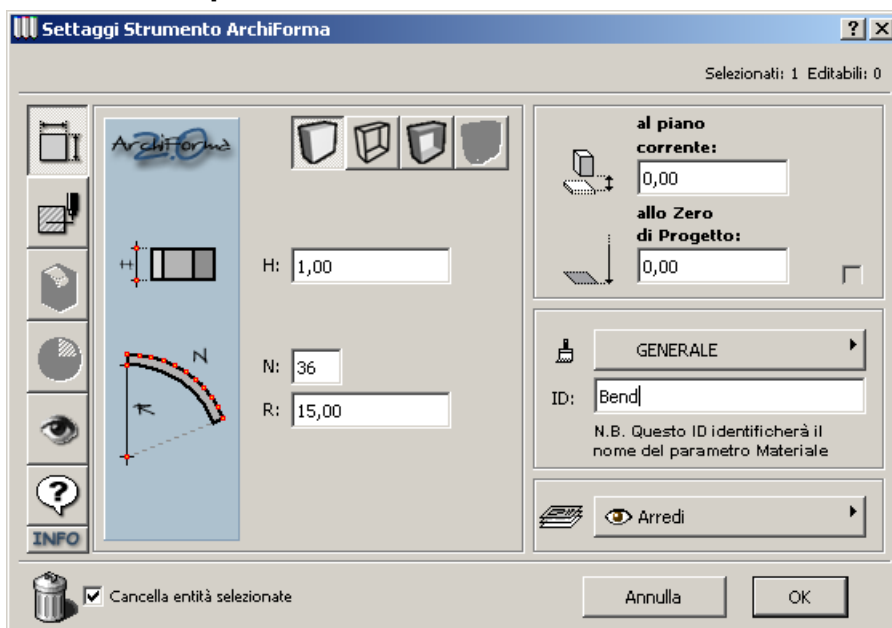 Settaggi Strumento ArchiForma
? X
Selezionati: 1 Editabili: 0
ArchiForma
2.0
al piano
corrente:
0,00
allo Zero
di Progetto:
0,00
H
H: 1,00
N
R
N: 36
R: 15,00
GENERALE
ID: Bend
N.B. Questo ID identificherà il
nome del parametro Materiale
Arredi
?
INFO
Cancella entità selezionate
Annulla
OK